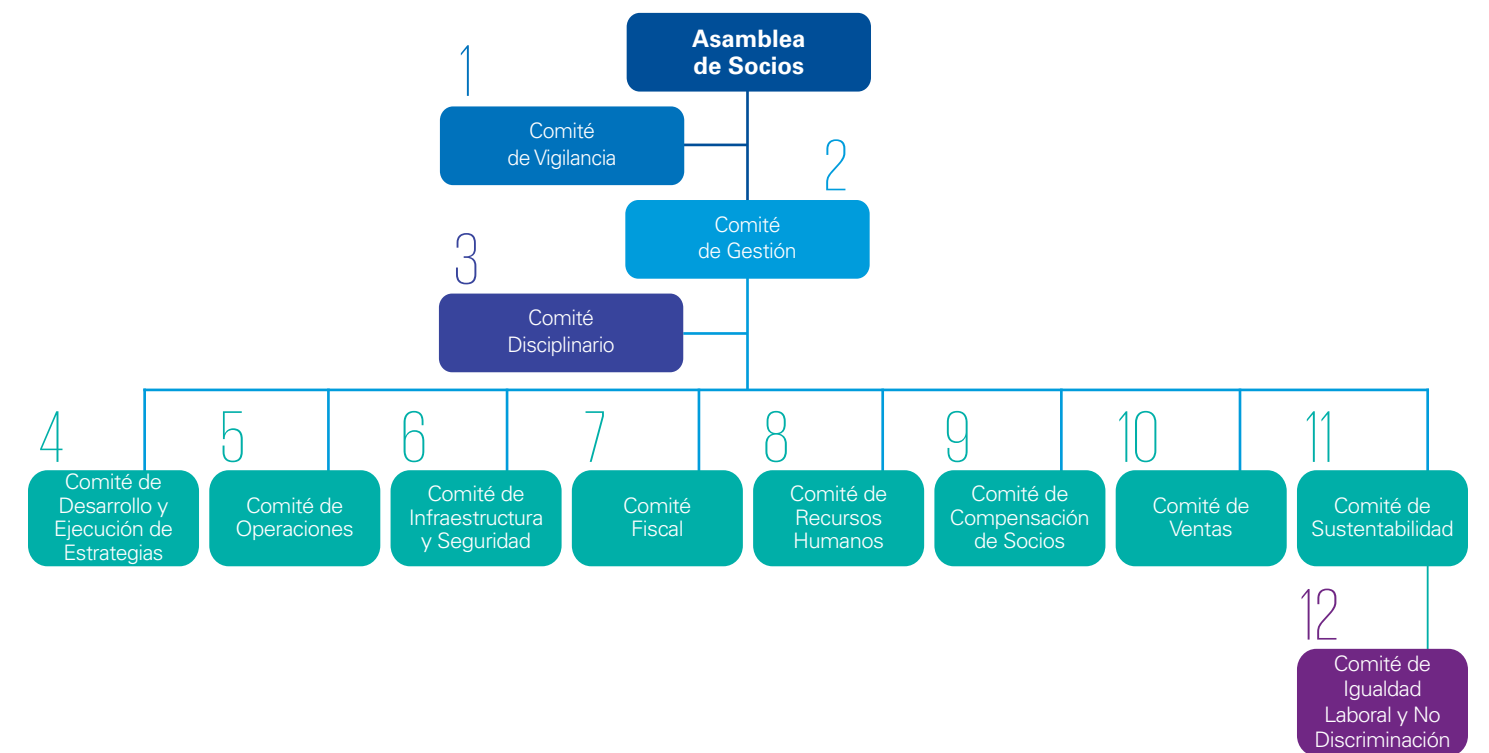 Asamblea
de Socios
1
Comité
de Vigilancia
2
Comité
de Gestión
3
Comité
Disciplinario
4
Comité de
Desarrollo y
Ejecución de
Estrategias
5
Comité de
Operaciones
6
Comité de
Infraestructura
y Seguridad
7
Comité
Fiscal
8
Comité de
Recursos
Humanos
9
Comité de
Compensación
de Socios
10
Comité de
Ventas
11
Comité de
Sustentabilidad
12
Comité de
Igualdad
Laboral y No
Discriminación